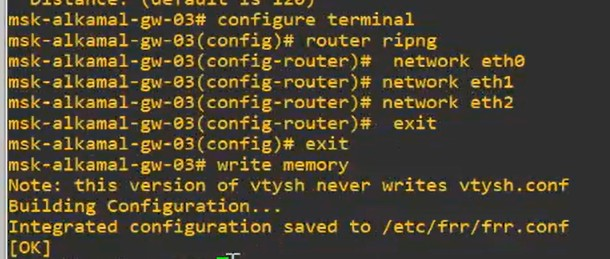 Distance: (default is 120)
msk-alkamal-gw-03# configure terminal
msk-alkamal-gw-03(config)# router ripng
msk-alkamal-gw-03(config-router)#  network eth0
msk-alkamal-gw-03(config-router)# network eth1
msk-alkamal-gw-03(config-router)# network eth2
msk-alkamal-gw-03(config-router)#  exit
msk-alkamal-gw-03(config)# exit
msk-alkamal-gw-03# write memory
Note: this version of vtysh never writes vtysh.conf
Building Configuration...
Integrated configuration saved to /etc/frr/frr.conf
[OK]